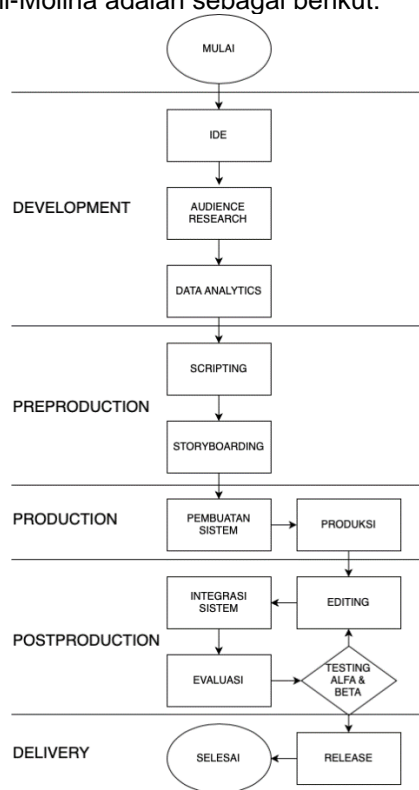 -Molina adalah sebagai berikut:
MULAI
IDE
DEVELOPMENT
AUDIENCE
RESEARCH
DATA ANALYTICS
SCRIPTING
PREPRODUCTION
STORYBOARDING
PRODUCTION
PEMBUATAN
SISTEM
PRODUKSI
INTEGRASI
SISTEM
EDITING
POSTPRODUCTION
EVALUASI
TESTING
ALFA &
BETA
DELIVERY
SELESAI
RELEASE